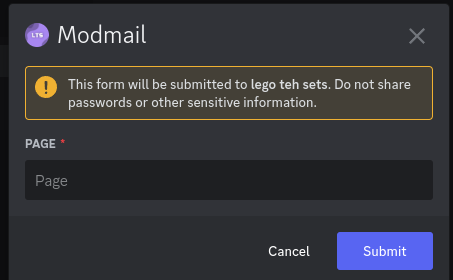 LTS
Modmail
This form will be submitted to lego teh sets. Do not share
passwords or other sensitive information.
PAGE *
Page
Cancel
Submit